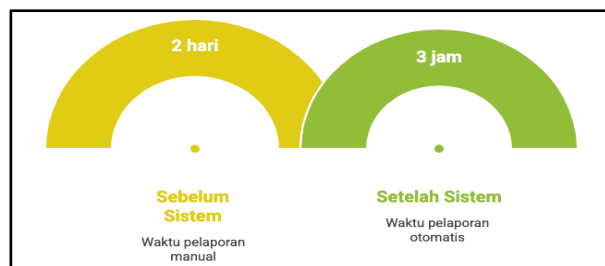 2 hari
3 jam
Sebelum
Sistem
Waktu pelaporan
manual
Setelah Sistem
Waktu pelaporan
otomatis